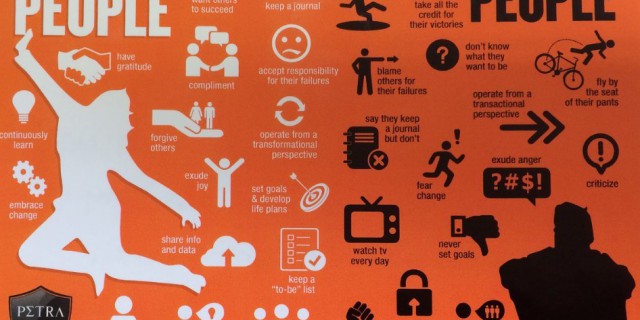 PEOPLE
want others
to succeed
keep a journal
have
gratitude
compliment
accept responsibility
for their failures
continuously
learn
forgive
others
operate from a
transformational
perspective
exude
joy
set goals
& develop
life plans
embrace
change
share info
and data
keep a
"to-be" list
PΣTRA
take all the
credit for
their victories
PEOPLE
don't know
what they
want to be
blame
others for
their failures
fly by
the seat
of their pants
operate from a
transactional
perspective
say they keep
a journal
but don't
exude anger
?#$!
fear
change
criticize
watch tv
every day
never
set goals